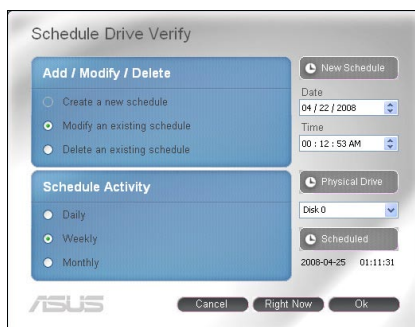 Schedule Drive Verify
Add / Modify / Delete
Create a new schedule
Modify an existing schedule
Delete an existing schedule
New Schedule
Date
04 / 22 / 2008
Time
00 : 12 : 53 AM
Schedule Activity
Daily
Weekly
Monthly
Physical Drive
Disk 0
Scheduled
2008-04-25 01:11:31
ASUS
Cancel
Right Now
Ok